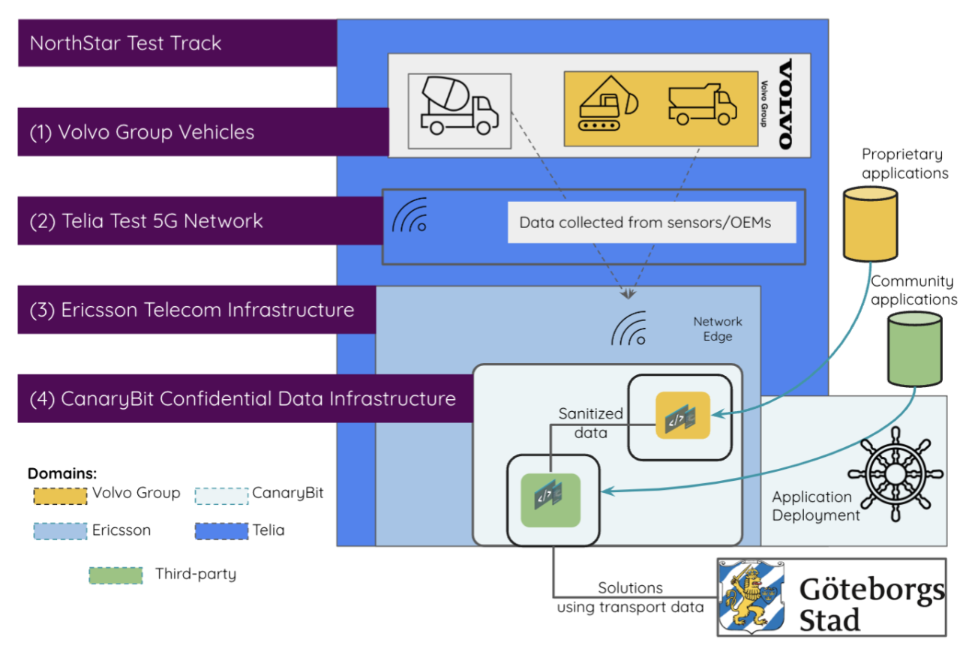 NorthStar Test Track
VOLVO
Volvo Group
(1) Volvo Group Vehicles
Proprietary
applications
(2) Telia Test 5G Network
Data collected from sensors/OEMs
Community
applications
(3) Ericsson Telecom Infrastructure
Network
Edge
(4) CanaryBit Confidential Data Infrastructure
Sanitized
data
</>
</>
Domains:
Volvo Group
CanaryBit
Ericsson
Telia
Third-party
Application
Deployment
Solutions
using transport data
Göteborgs
Stad